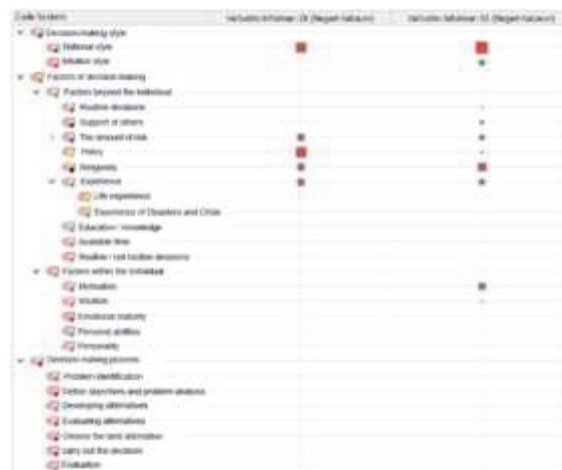 Code System
Decision making style
Rational style
Intuitive style
Factors of decision making
Factors beyond the individual
Routine decisions
Support of others
The amount of risk
Policy
Experience
Life experience
Experience of Disasters and Crisis
Education / knowledge
Available time
Routine / not routine decisions
Factors within the individual
Motivation
Intuition
Emotional maturity
Personal abilities
Personality
Decision making process
Problem identification
Define objectives and problem analysis
Developing alternatives
Evaluating alternatives
Choose the best alternative
carry out the decision
Evaluation